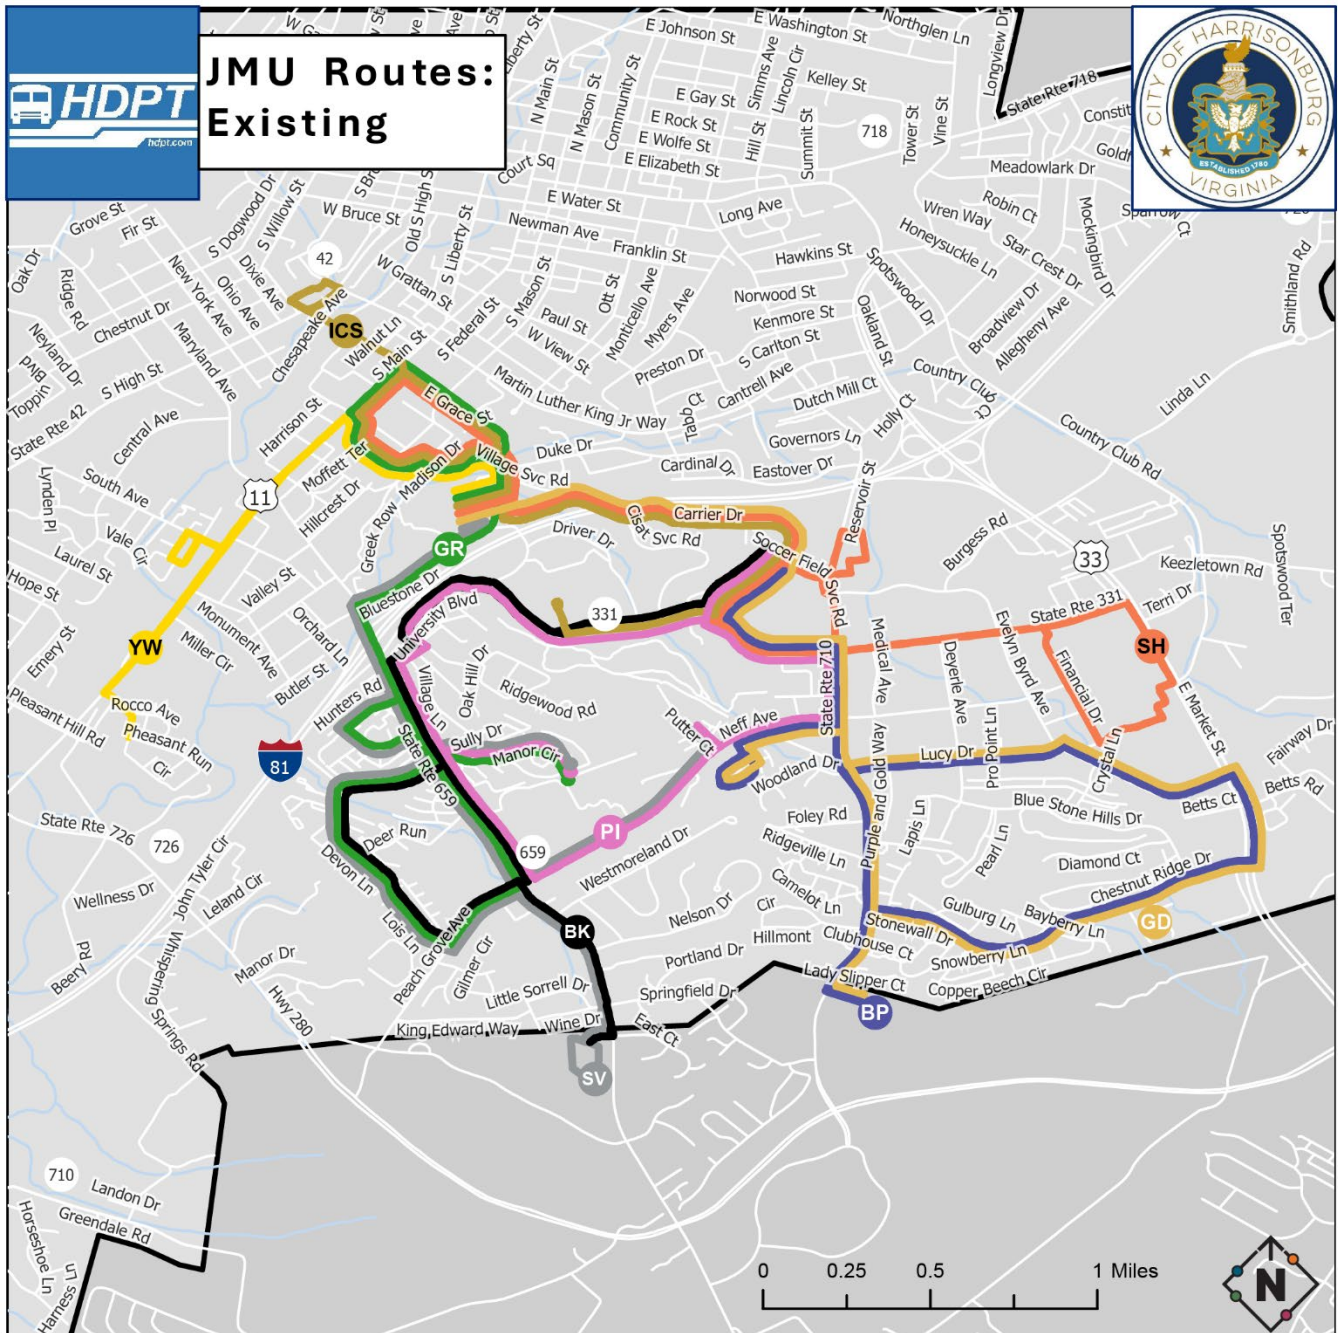 JMU Routes:
Existing
HDPT
hdpt.com
CITY OF HARRISONBURG
ESTABLISHED 1780
VIRGINIA
E Johnson St
E Washington St
Northglen Ln
Longview Dr
N Main St
N Mason St
Community St
Simms Ave
Lincoln Cir
Kelley St
State Rte 718
E Gay St
E Rock St
E Wolfe St
E Elizabeth St
Hill St
Summit St
718
Tower St
Vine St
Meadowlark Dr
Court Sq
E Water St
Newman Ave
Franklin St
Long Ave
Hawkins St
Wren Way
Robin Ct
Honeysuckle Ln
Star Crest Dr
Mockingbird Dr
Smithland Rd
Grove St
Fir St
S Dogwood Dr
S Willow St
W Bruce St
Old S High St
S Liberty St
W Grattan St
S Federal St
S Mason St
Oak Dr
Ridge Rd
New York Ave
Ohio Ave
Dixie Ave
42
Chesapeake Ave
ICS
Walnut Ln
S Main St
Ott St
Monticello Ave
Myers Ave
Norwood St
Kenmore St
S Carlton St
Spotswood Dr
Oakland St
Broadview Dr
Allegheny Ave
Chestnut Dr
Maryland Ave
Neyland Dr
Toppin Blvd
S High St
State Rte 42
Central Ave
Harrison St
Paul St
W View St
Preston Dr
Cantrell Ave
Dutch Mill Ct
Country Club Ct
Linda Ln
Martin Luther King Jr Way
Tabb Ct
Holly Ct
Governors Ln
Country Club Rd
E Grace St
Duke Dr
Cardinal Dr
Eastover Dr
Reservoir St
Village Svc Rd
Madison Dr
Moffett Ter
Hillcrest Dr
Greek Row
11
South Ave
Lynden Pl
Vale Cir
Laurel St
Hope St
Carrier Dr
Cisat Svc Rd
Driver Dr
Burgess Rd
33
Keezletown Rd
Spotswood Ter
GR
Bluestone Dr
University Blvd
331
Soccer Field Svc Rd
State Rte 331
Terri Dr
Valley St
Monument Ave
Orchard Ln
Butler St
Miller Cir
Emery St
YW
Rocco Ave
Pleasant Hill Rd
Pheasant Run Cir
State Rte 710
Medical Ave
Deyerle Ave
Evelyn Byrd Ave
Financial Dr
SH
E Market St
Fairway Dr
Hunters Rd
Village Ln
Oak Hill Dr
Ridgewood Rd
Sully Dr
Manor Cir
Putter Ct
Neff Ave
Woodland Dr
Purple and Gold Way
Lucy Dr
Pro Point Ln
Crystal Ln
Betts Ct
Betts Rd
81
State Rte 659
Foley Rd
Lapis Ln
Blue Stone Hills Dr
State Rte 726
726
Deer Run
Devon Ln
659
PI
Westmoreland Dr
Ridgeville Ln
Pearl Ln
Diamond Ct
Chestnut Ridge Dr
Wellness Dr
John Tyler Cir
Leland Cir
Lois Ln
Peach Grove Ave
Gilmer Cir
BK
Nelson Dr
Camelot Ln
Cir
Hillmont
Portland Dr
Stonewall Dr
Gulburg Ln
Bayberry Ln
GD
Clubhouse Ct
Snowberry Ln
Beery Rd
Whispering Springs Rd
Manor Dr
Hwy 280
Little Sorrell Dr
Springfield Dr
Lady Slipper Ct
Copper Beech Cir
BP
King Edward Way
Wine Dr
East Ct
SV
710
Landon Dr
Greendale Rd
Horseshoe Ln
Harness Ln
0 0.25 0.5 1 Miles
N